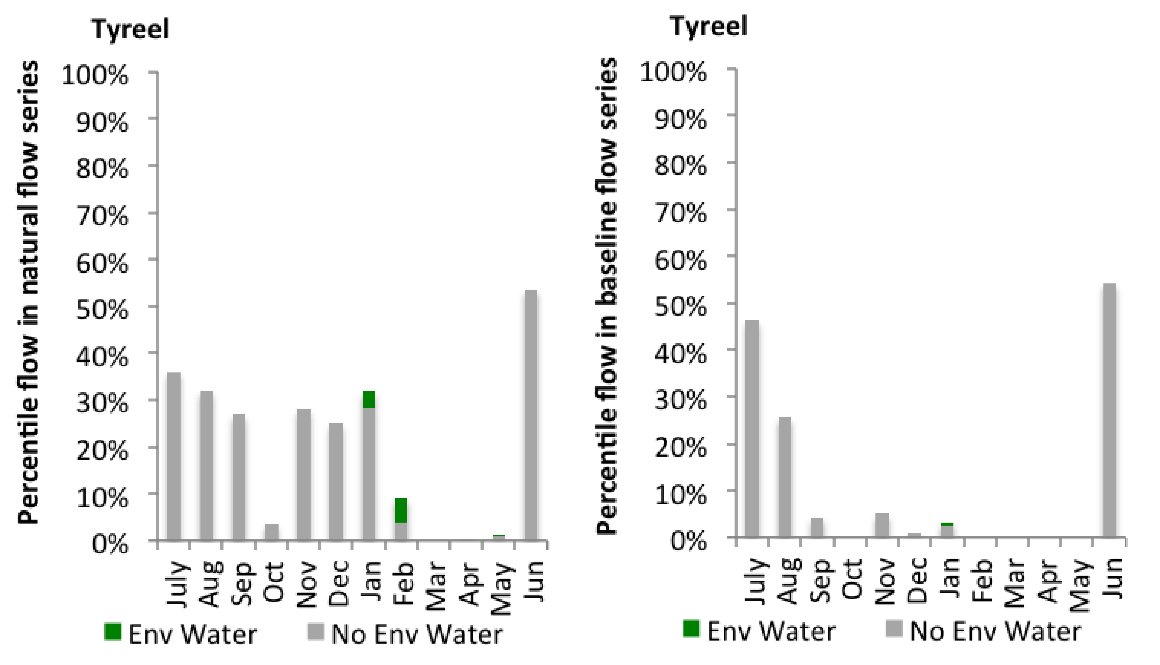 Tyreel
Percentile flow in natural flow series
100%
90%
80%
70%
60%
50%
40%
30%
20%
10%
0%
July
Aug
Sep
Oct
Nov
Dec
Jan
Feb
Mar
Apr
May
Jun
Env Water
No Env Water
Tyreel
Percentile flow in baseline flow series
100%
90%
80%
70%
60%
50%
40%
30%
20%
10%
0%
July
Aug
Sep
Oct
Nov
Dec
Jan
Feb
Mar
Apr
May
Jun
Env Water
No Env Water